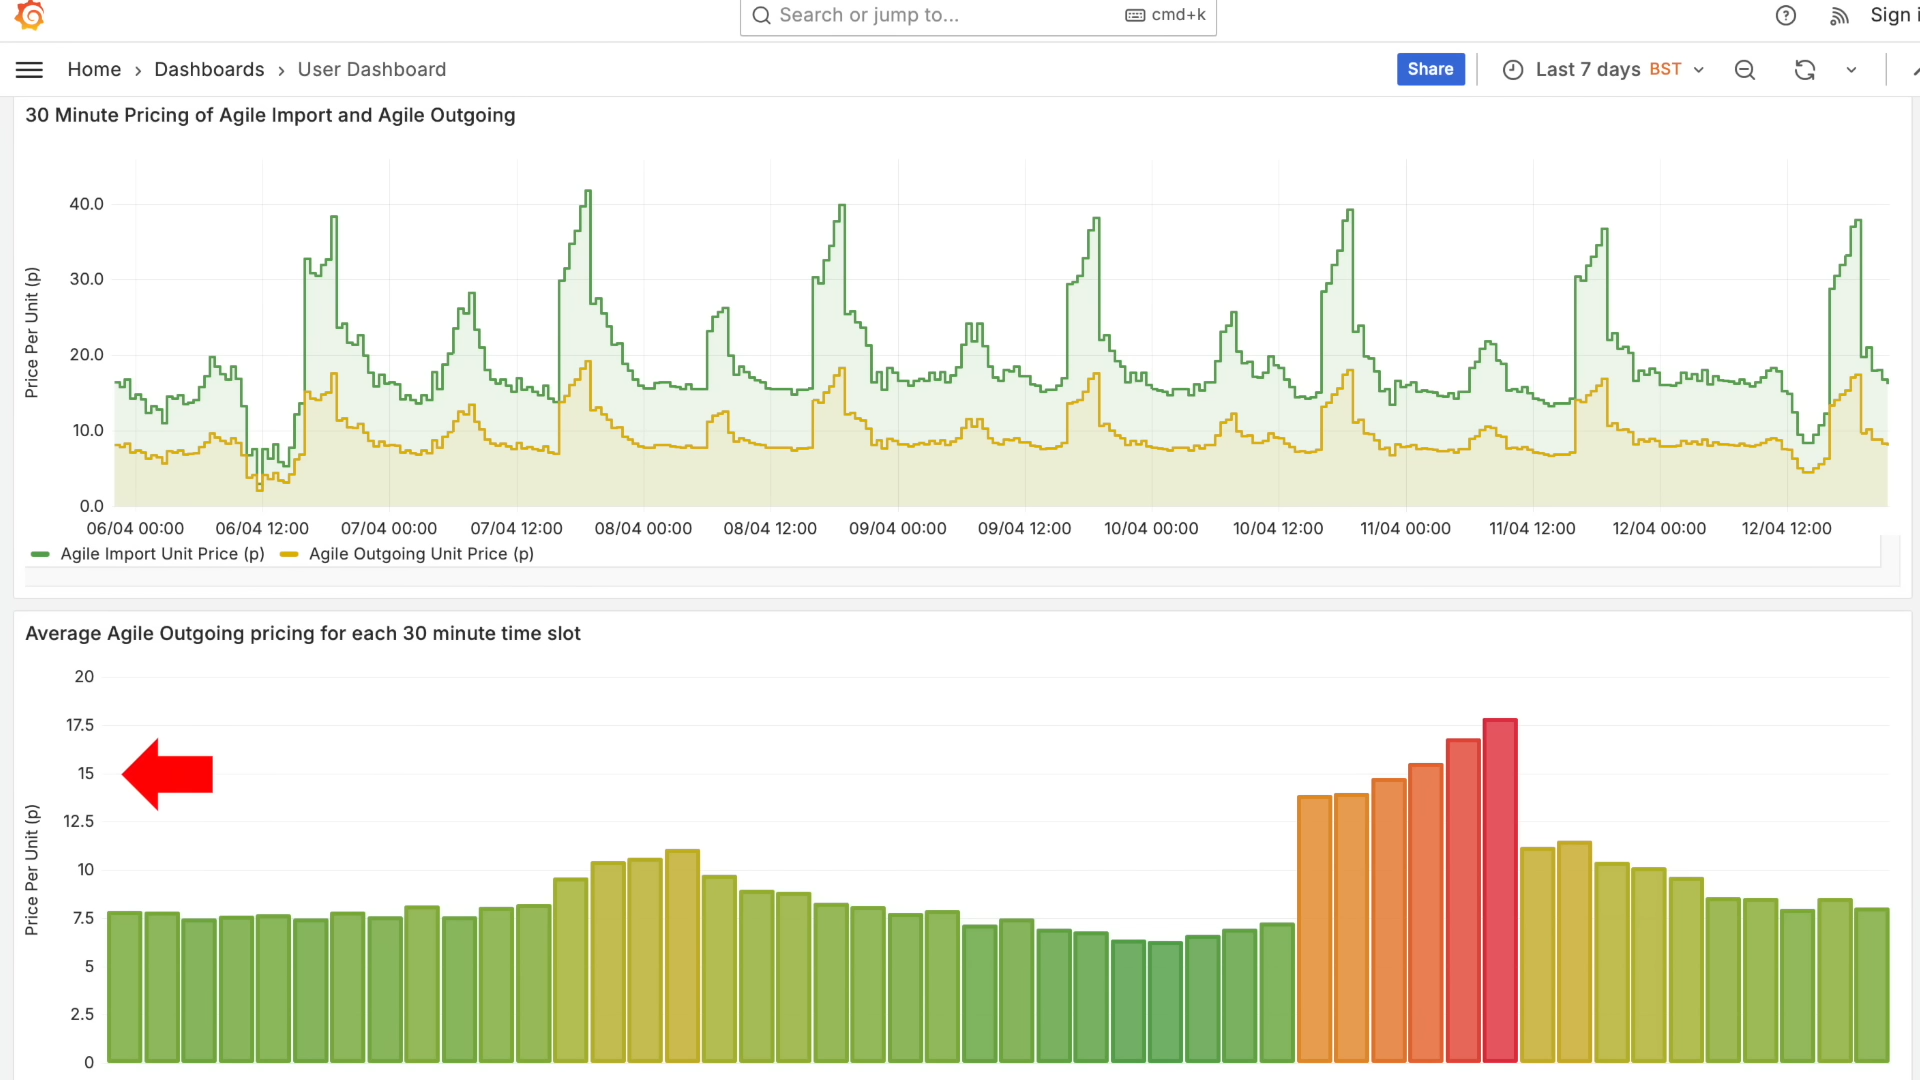 Search or jump to...
cmd+k
Sign i
Home › Dashboards › User Dashboard
Share
Last 7 days BST
30 Minute Pricing of Agile Import and Agile Outgoing
Price Per Unit (p)
40.0
30.0
20.0
10.0
0.0
06/04 00:00 06/04 12:00 07/04 00:00 07/04 12:00 08/04 00:00 08/04 12:00 09/04 00:00 09/04 12:00 10/04 00:00 10/04 12:00 11/04 00:00 11/04 12:00 12/04 00:00 12/04 12:00
Agile Import Unit Price (p) Agile Outgoing Unit Price (p)
Average Agile Outgoing pricing for each 30 minute time slot
Price Per Unit (p)
20
17.5
15
12.5
10
7.5
5
2.5
0